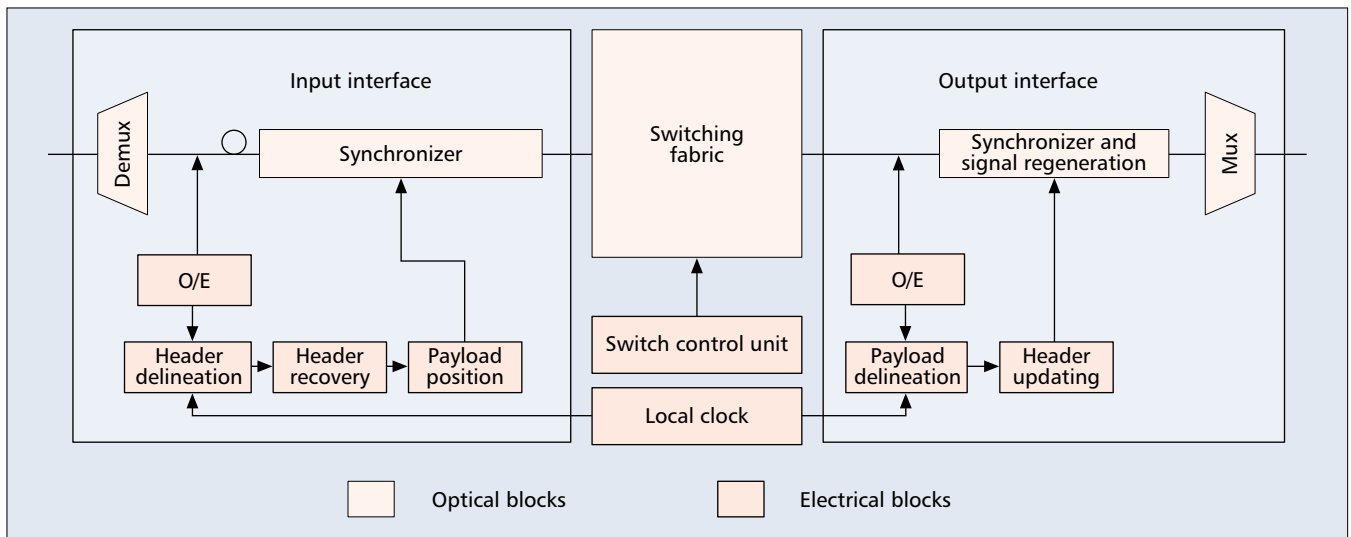 Input interface
Output interface
Demux
Synchronizer
Switching
fabric
Synchronizer and
signal regeneration
Mux
O/E
O/E
Header
delineation
Header
recovery
Payload
position
Switch control unit
Payload
delineation
Header
updating
Local clock
Optical blocks
Electrical blocks